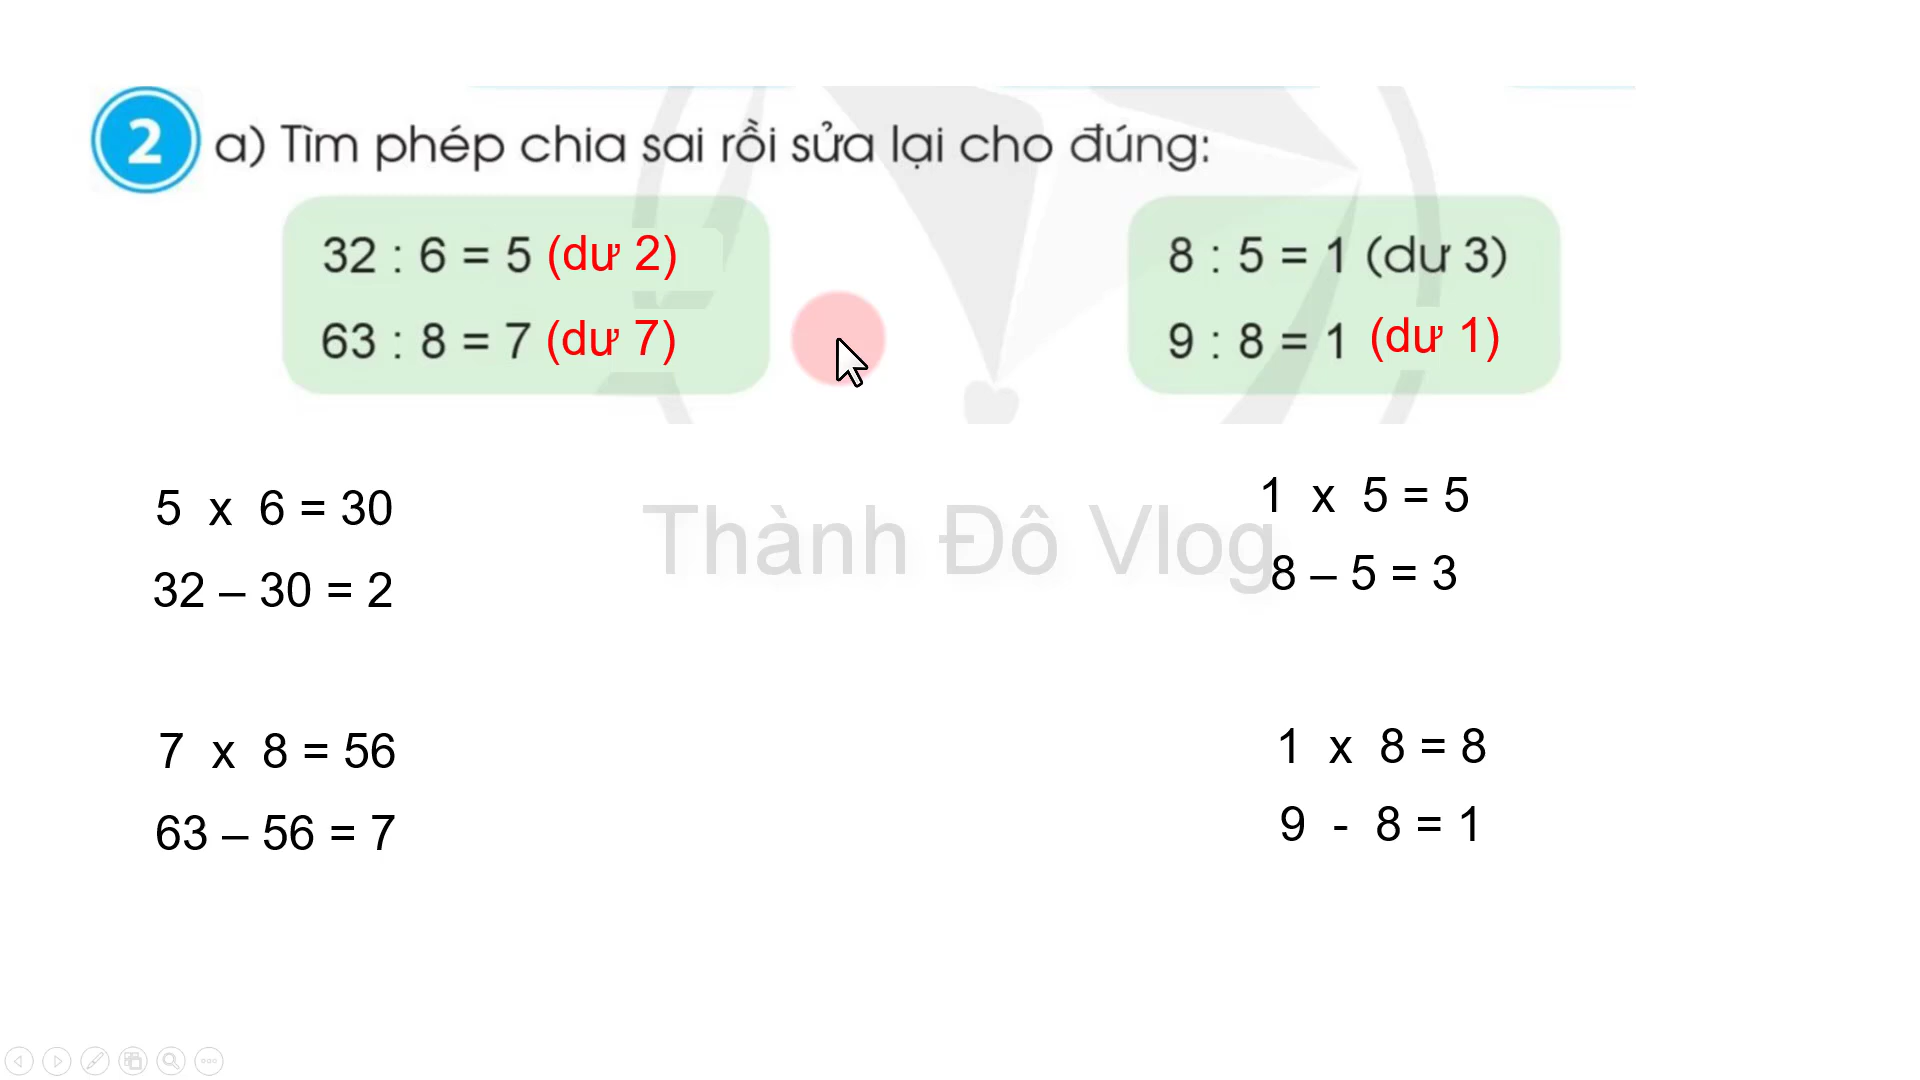 2 a) Tìm phép chia sai rồi sửa lại cho đúng:
32 : 6 = 5 (dư 2)
63 : 8 = 7 (dư 7)
8 : 5 = 1 (dư 3)
9 : 8 = 1 (dư 1)
5 x 6 = 30
32 – 30 = 2
7 x 8 = 56
63 – 56 = 7
Thành Đô Vlog
1 x 5 = 5
8 – 5 = 3
1 x 8 = 8
9 - 8 = 1